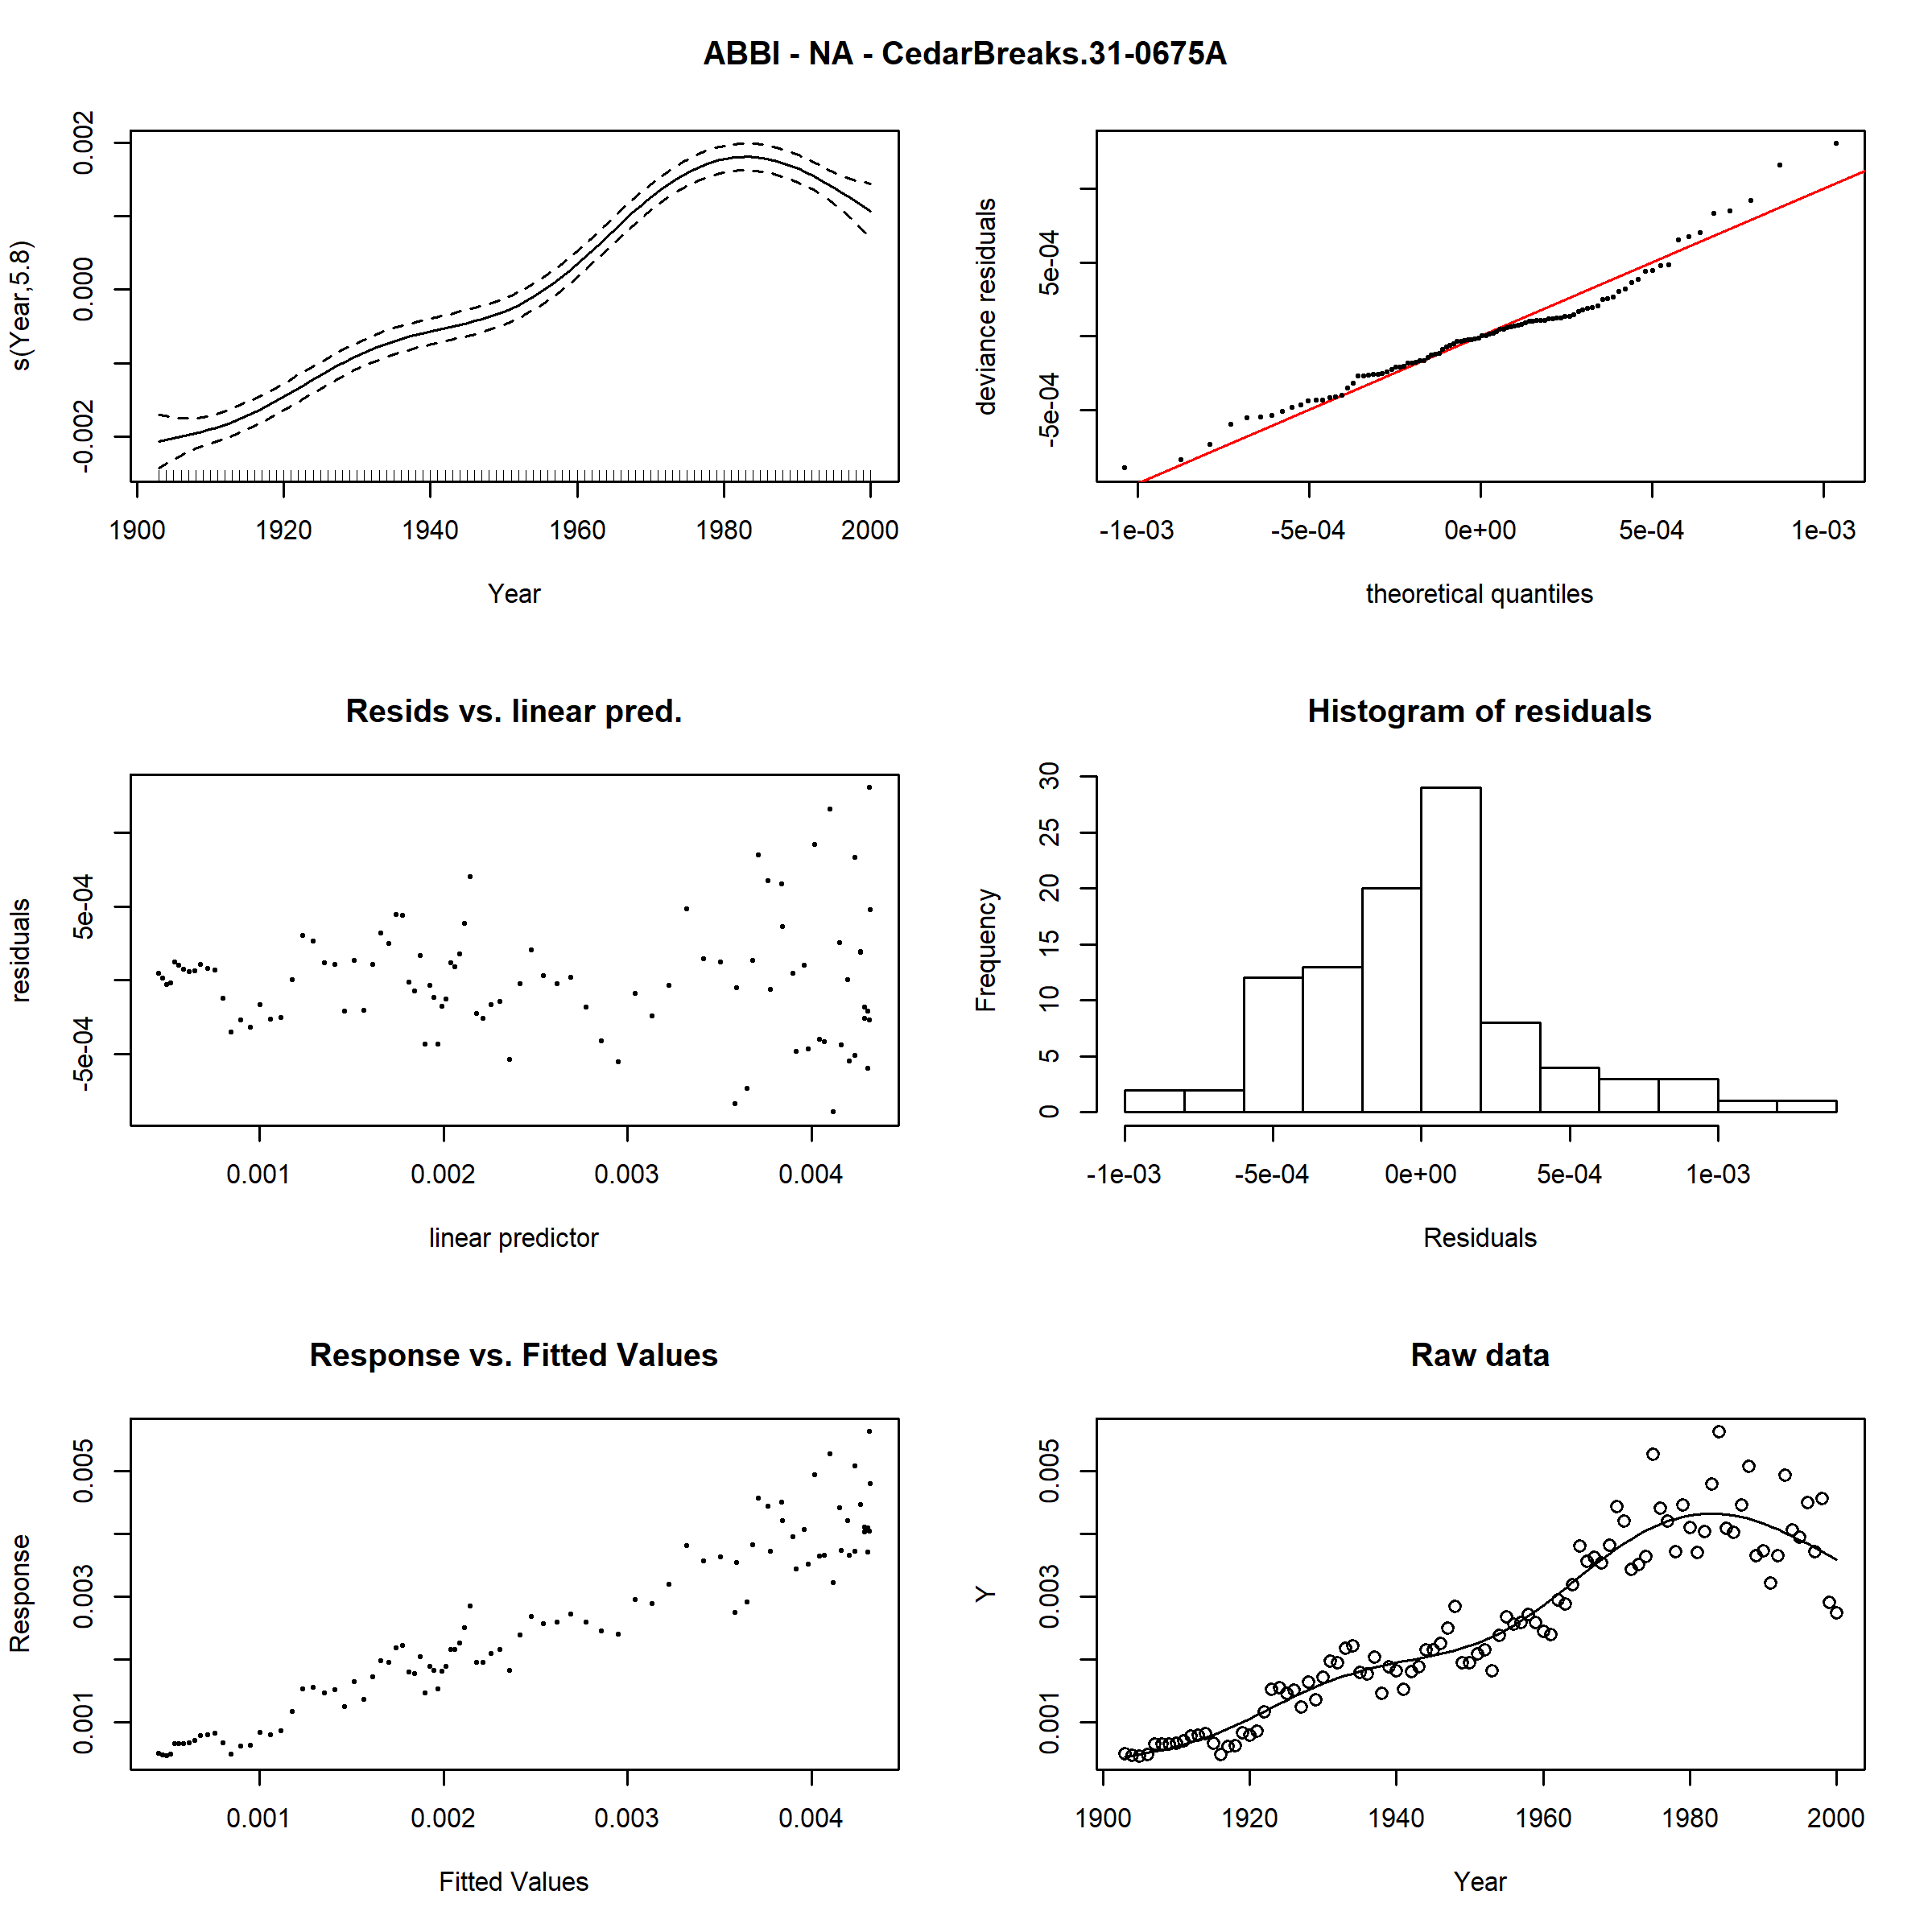 ABBI - NA - CedarBreaks.31-0675A
s(Year,5.8)
0.002
0.000
-0.002
1900 1920 1940 1960 1980 2000
Year
deviance residuals
5e-04
-5e-04
-1e-03 -5e-04 0e+00 5e-04 1e-03
theoretical quantiles
Resids vs. linear pred.
residuals
5e-04
-5e-04
0.001 0.002 0.003 0.004
linear predictor
Histogram of residuals
Frequency
30
25
20
15
10
5
0
-1e-03 -5e-04 0e+00 5e-04 1e-03
Residuals
Response vs. Fitted Values
Response
0.005
0.003
0.001
0.001 0.002 0.003 0.004
Fitted Values
Raw data
Y
0.005
0.003
0.001
1900 1920 1940 1960 1980 2000
Year